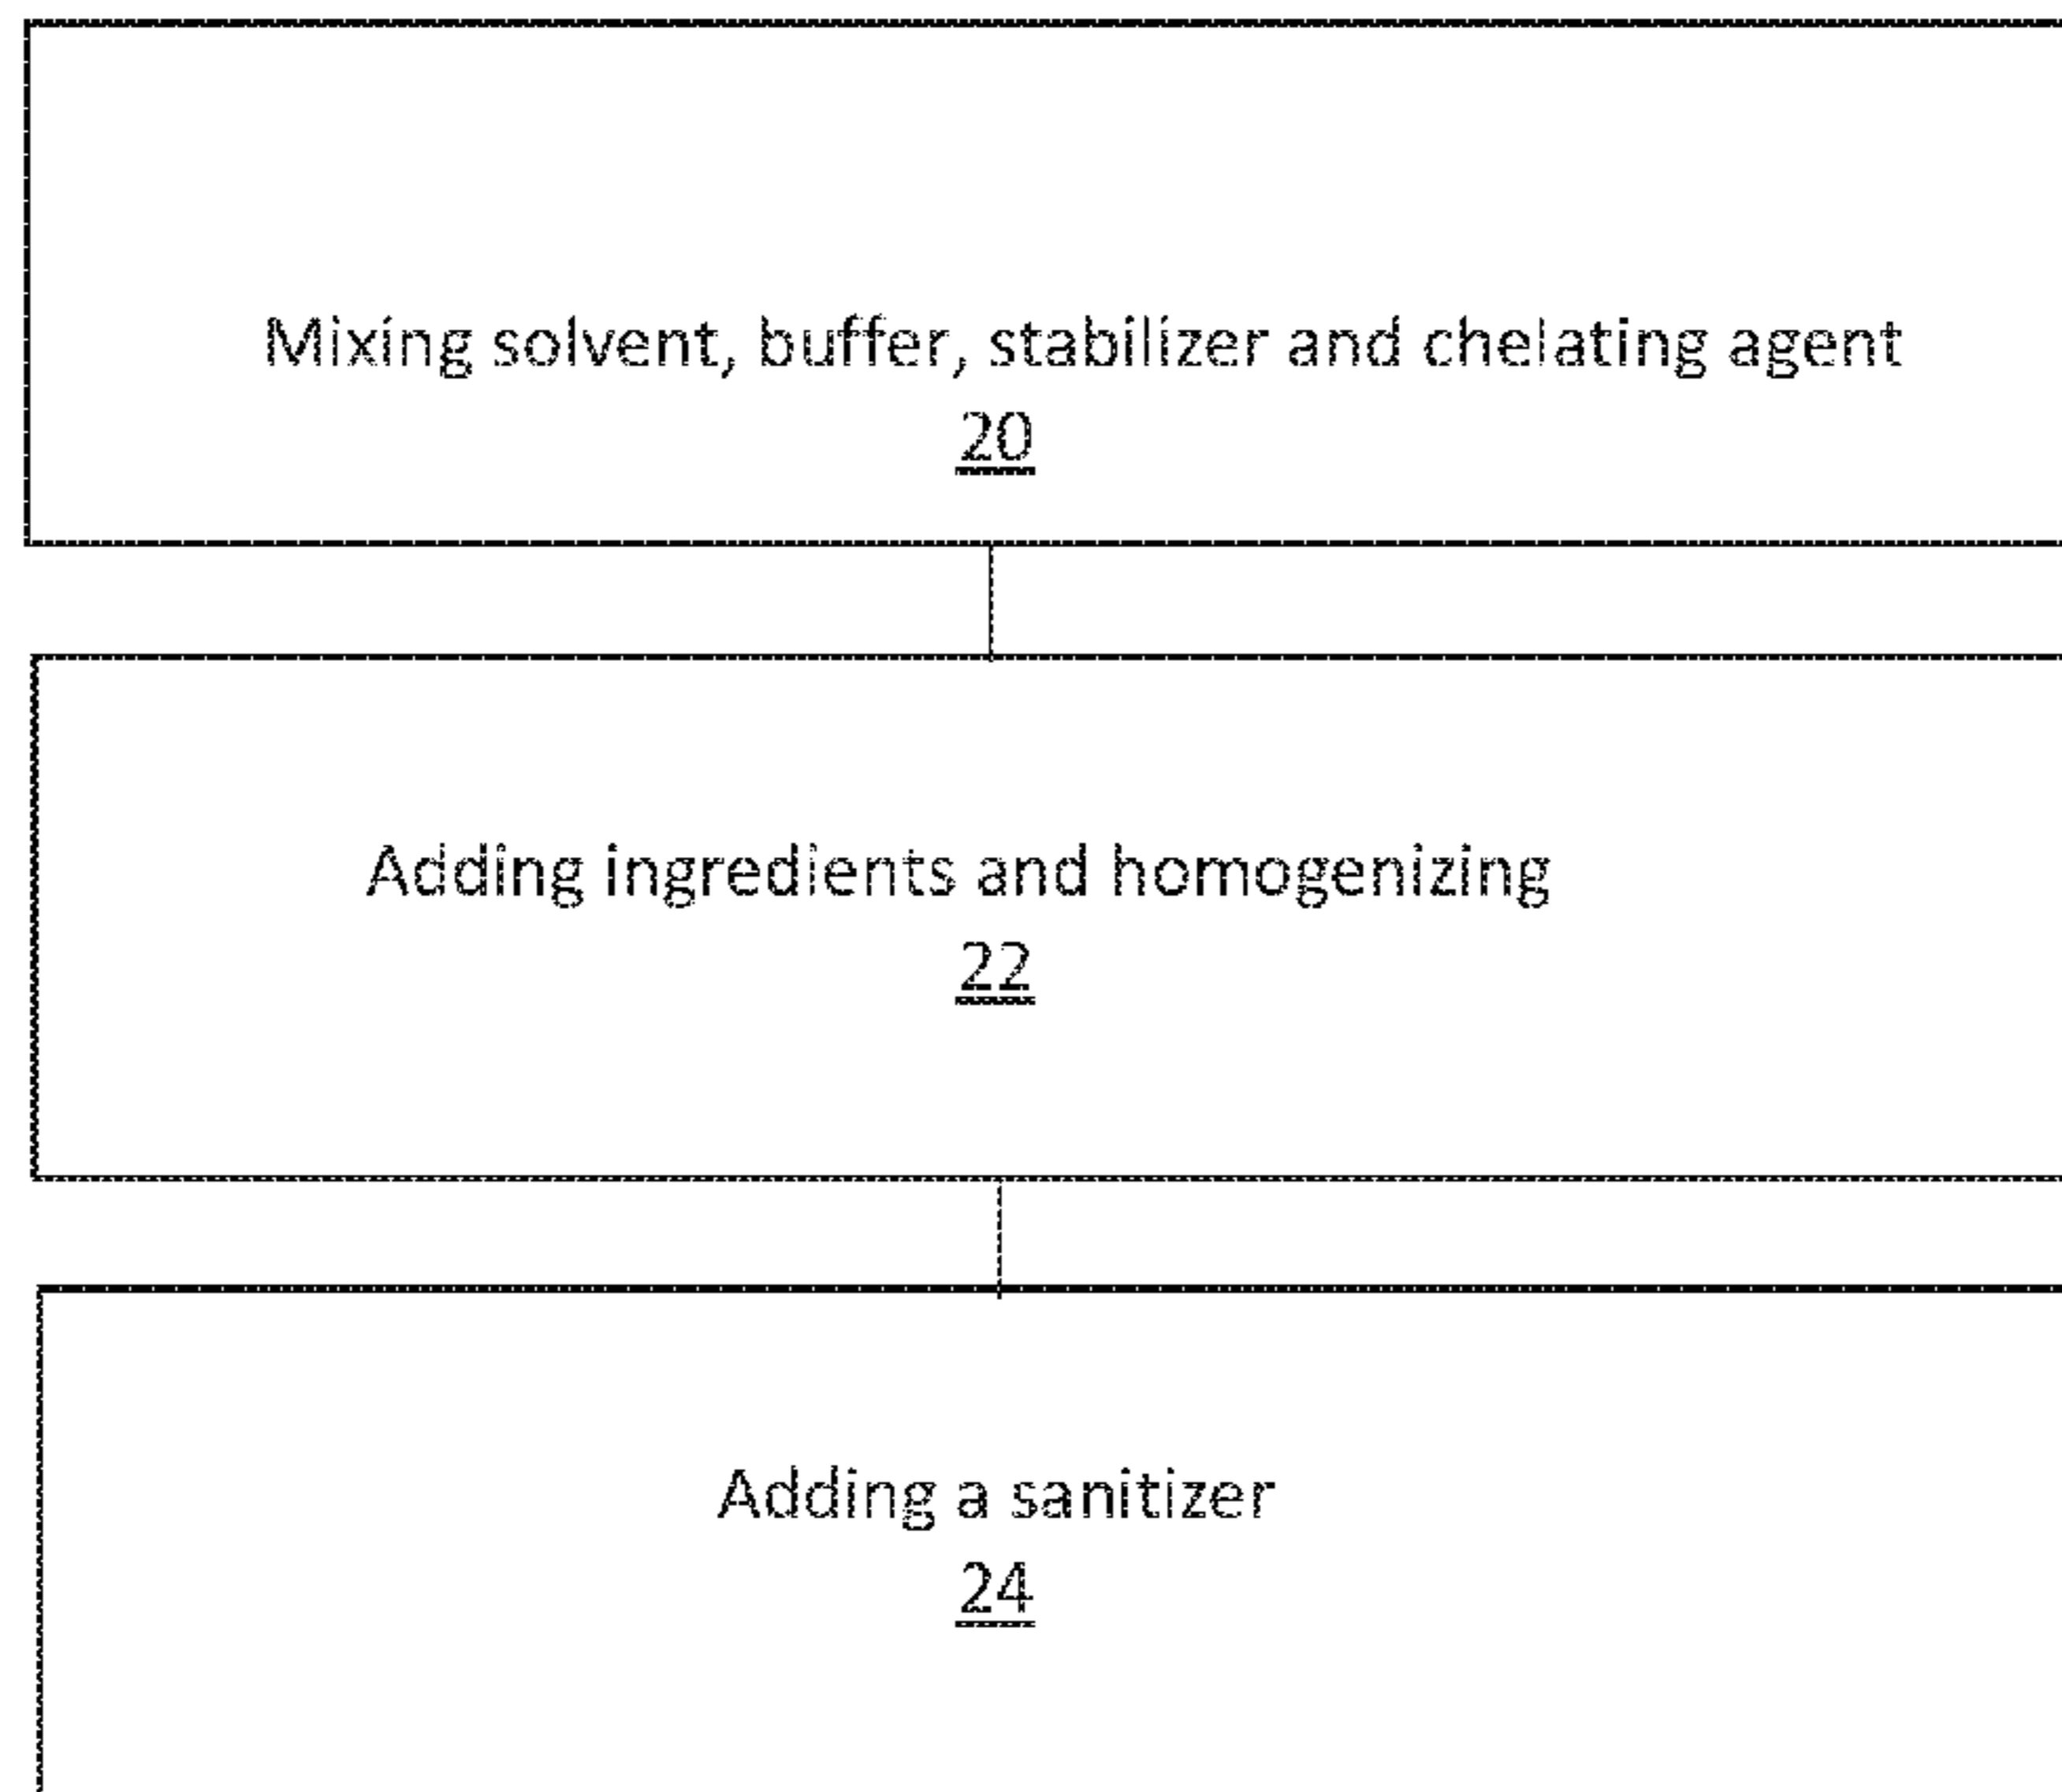 Mixing solvent, buffer, stabilizer and chelating agent
20
Adding ingredients and homogenizing
22
Adding a sanitizer
24